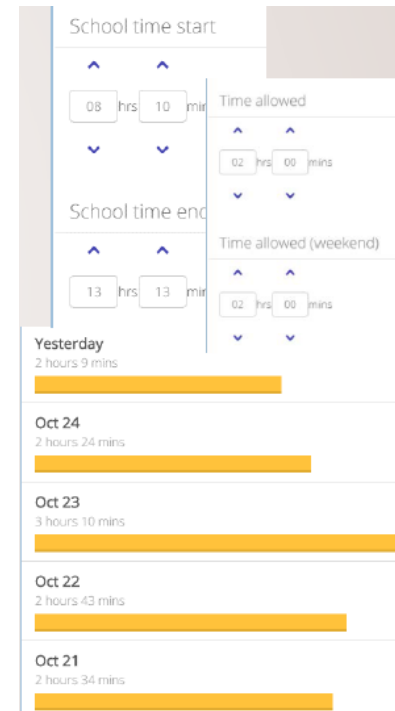 School time start
08 hrs 10 min
School time end
13 hrs 13 min
Time allowed
02 hrs 00 mins
Time allowed (weekend)
02 hrs 00 mins
Yesterday
2 hours 9 mins
Oct 24
2 hours 24 mins
Oct 23
3 hours 10 mins
Oct 22
2 hours 43 mins
Oct 21
2 hours 34 mins